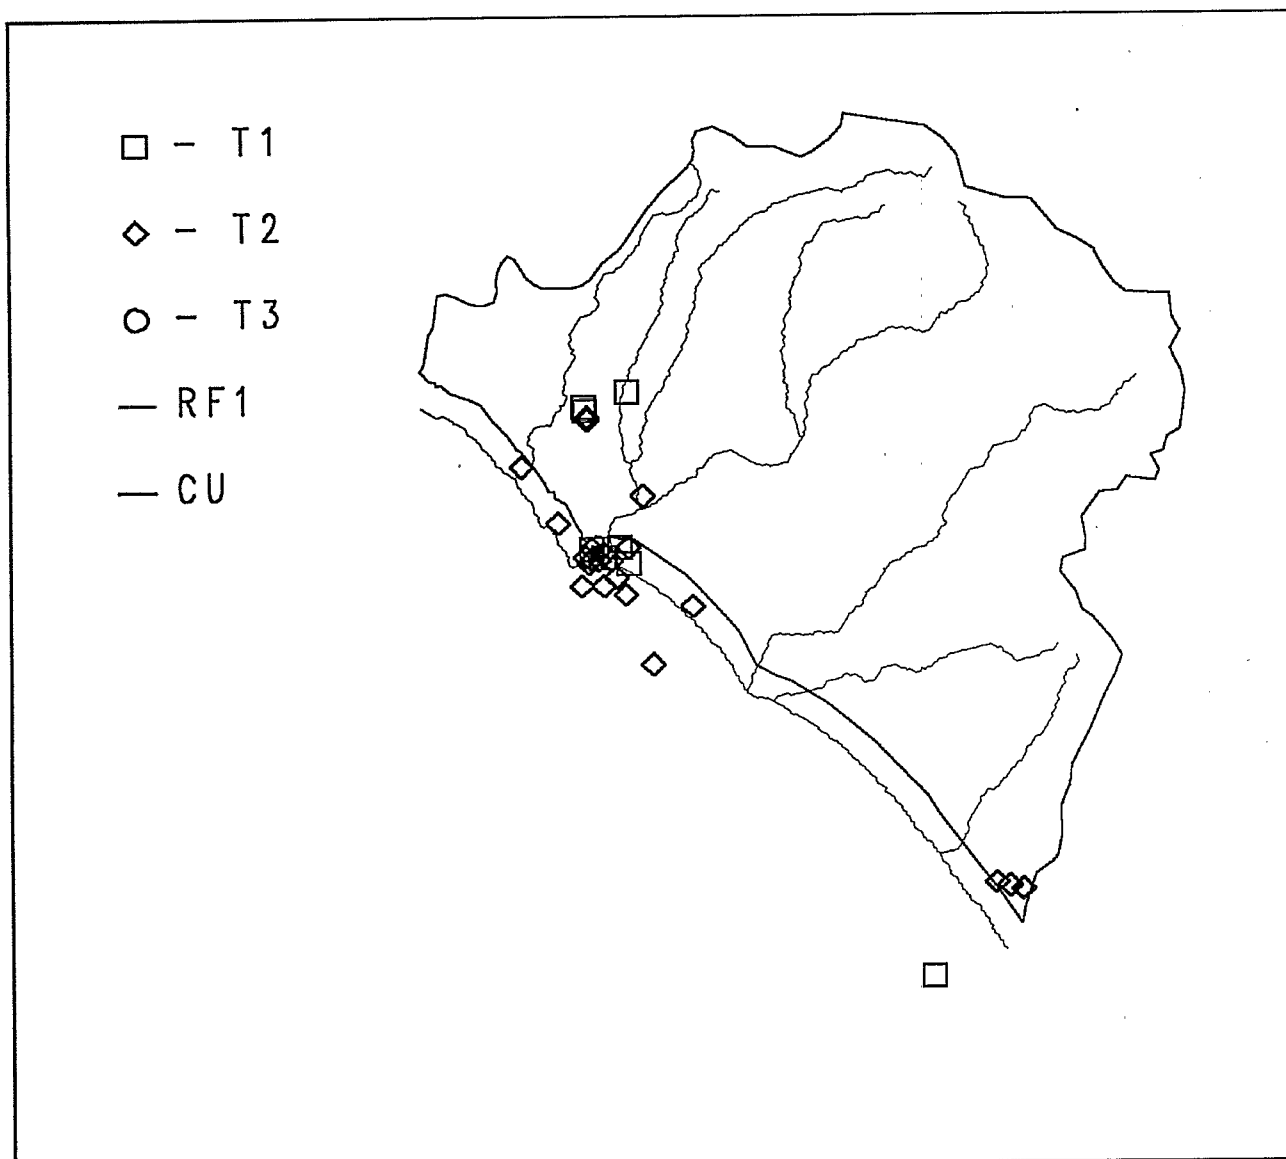 □ - T1
◇ - T2
○ - T3
— RF1
— CU